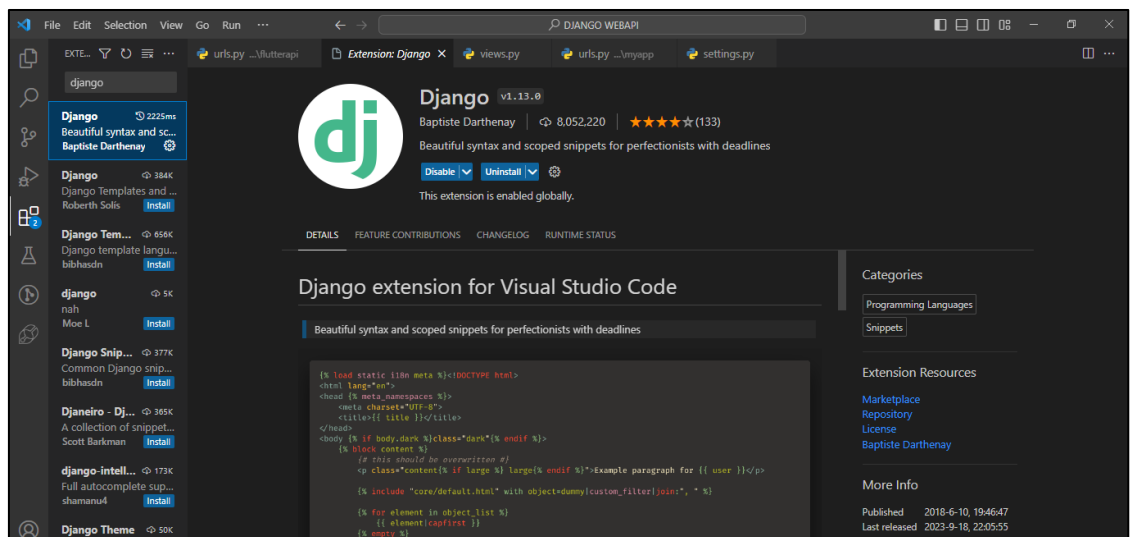 File Edit Selection View Go Run ··· DJANGO WEBAPI
EXTE...
urls.py ...\flutterapi Extension: Django views.py urls.py ...\myapp settings.py
django
Django 2225ms
Beautiful syntax and sc...
Baptiste Darthenay
Django 384K
Django Templates and ...
Roberth Solís Install
Django Tem... 656K
Django template langu...
bibhasdn Install
django 5K
nah
Moe L Install
Django Snip... 377K
Common Django snip...
bibhasdn Install
Djaneiro - Dj... 365K
A collection of snippet...
Scott Barkman Install
django-intell... 173K
Full autocomplete sup...
shamanu4 Install
Django Theme 50K
2
dj
Django v1.13.0
Baptiste Darthenay 8,052,220 (133)
Beautiful syntax and scoped snippets for perfectionists with deadlines
Disable Uninstall
This extension is enabled globally.
DETAILS FEATURE CONTRIBUTIONS CHANGELOG RUNTIME STATUS
Django extension for Visual Studio Code
Beautiful syntax and scoped snippets for perfectionists with deadlines
{% load static i18n meta %}<!DOCTYPE html>
<html lang="en">
<head {% meta_namespaces %}>
<meta charset="UTF-8">
<title>{{ title }}</title>
</head>
<body {% if body.dark %}class="dark"{% endif %}>
{% block content %}
{# this should be overwritten #}
<p class="content{% if large %} large{% endif %}">Example paragraph for {{ user }}</p>
{% include "core/default.html" with object=dummy|custom_filter|join:", " %}
{% for element in object_list %}
{{ element|capfirst }}
{% empty %}
Categories
Programming Languages
Snippets
Extension Resources
Marketplace
Repository
License
Baptiste Darthenay
More Info
Published 2018-6-10, 19:46:47
Last released 2023-9-18, 22:05:55